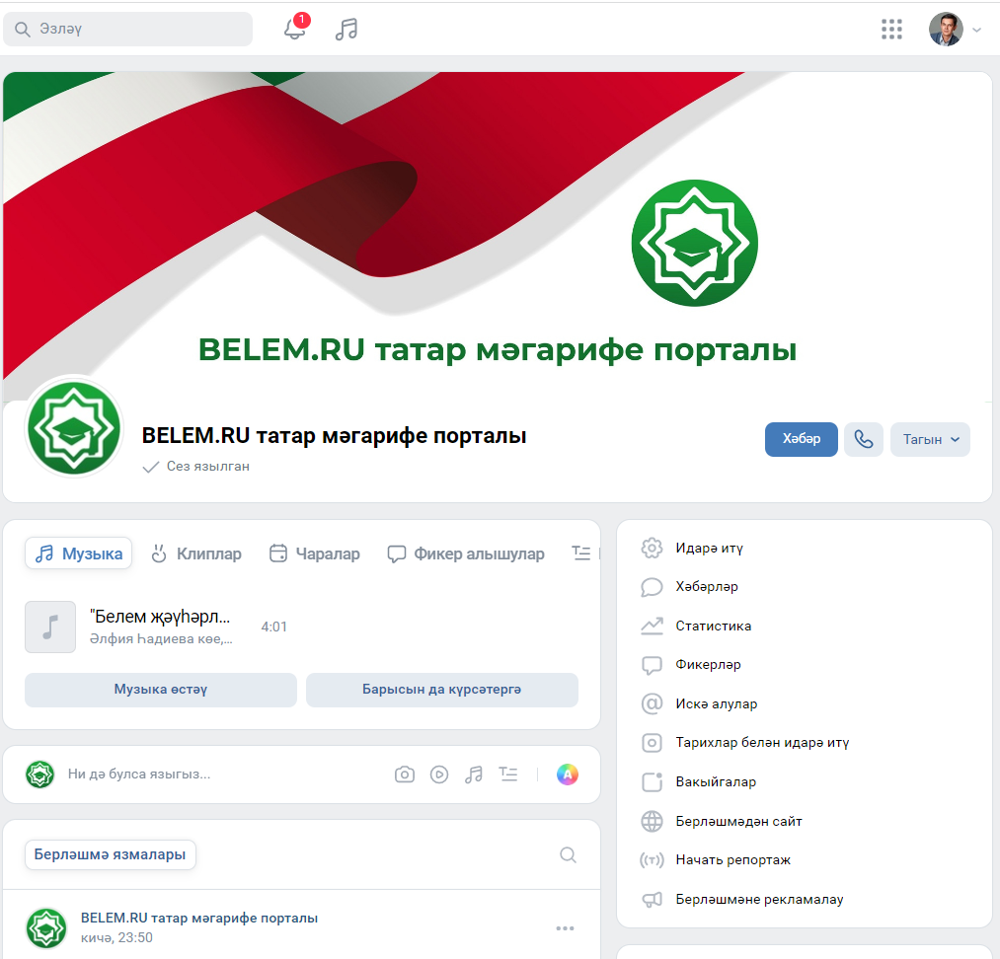 Эзләү
1
BELEM.RU татар мәгарифе порталы
BELEM.RU татар мәгарифе порталы
Сез язылган
Хәбәр
Тагын
Музыка
Клиплар
Чаралар
Фикер алышулар
"Белем җәүһәрл...
4:01
Әлфия Һадиева көе,...
Музыка өстәү
Барысын да күрсәтергә
Ни дә булса языгыз...
A
Берләшмә язмалары
BELEM.RU татар мәгарифе порталы
кичә, 23:50
Идарә итү
Хәбәрләр
Статистика
Фикерләр
Искә алулар
Тарихлар белән идарә итү
Вакыйгалар
Берләшмәдән сайт
Начать репортаж
Берләшмәне рекламалау